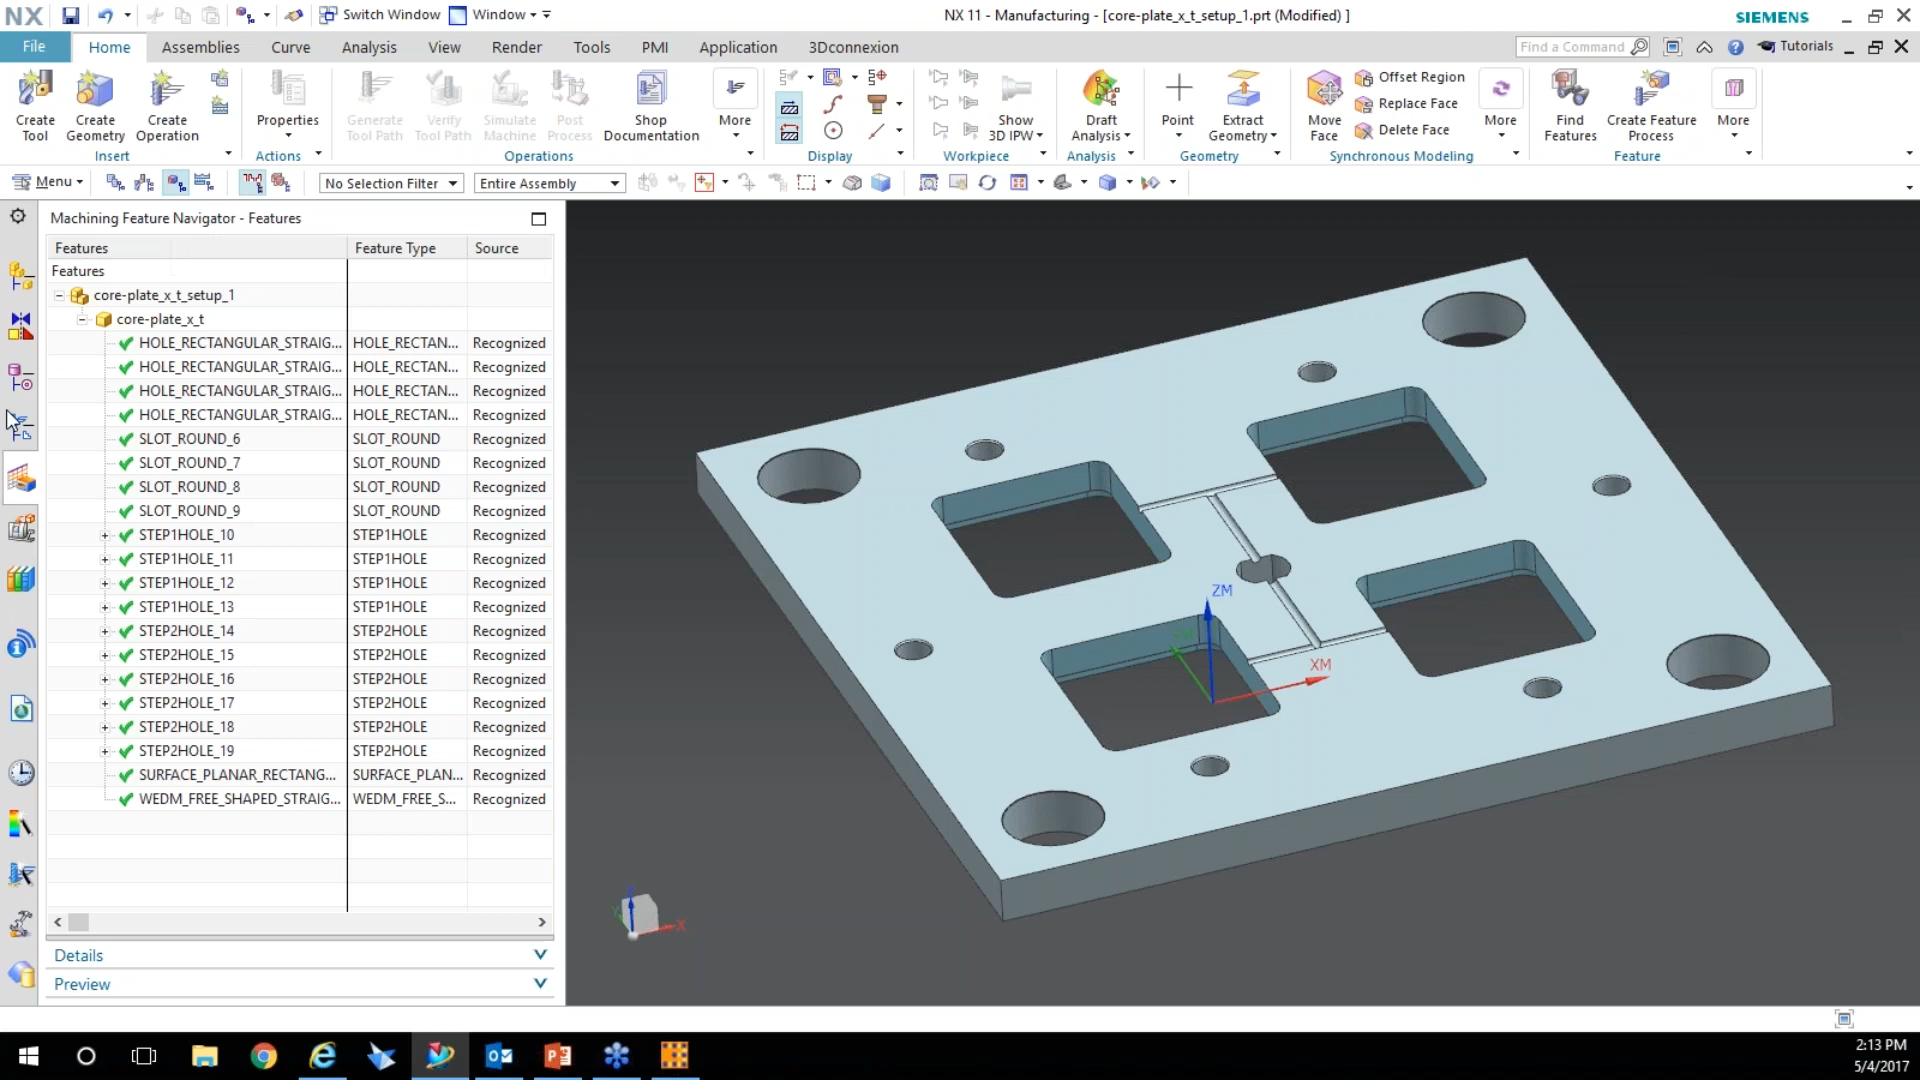 NX
Switch Window
Window
NX 11 - Manufacturing - [core-plate_x_t_setup_1.prt (Modified) ]
SIEMENS
File
Home
Assemblies
Curve
Analysis
View
Render
Tools
PMI
Application
3Dconnexion
Find a Command
Tutorials
Create Tool
Create Geometry
Create Operation
Insert
Properties
Actions
Generate Tool Path
Verify Tool Path
Simulate Machine
Post Process
Shop Documentation
More
Operations
Display
Show 3D IPW
Workpiece
Draft Analysis
Analysis
Point
Extract Geometry
Geometry
Move Face
Offset Region
Replace Face
Delete Face
More
Synchronous Modeling
Find Features
Create Feature Process
More
Feature
Menu
No Selection Filter
Entire Assembly
Machining Feature Navigator - Features
Features Feature Type Source
Features
core-plate_x_t_setup_1
core-plate_x_t
HOLE_RECTANGULAR_STRAIG... HOLE_RECTAN... Recognized
HOLE_RECTANGULAR_STRAIG... HOLE_RECTAN... Recognized
HOLE_RECTANGULAR_STRAIG... HOLE_RECTAN... Recognized
HOLE_RECTANGULAR_STRAIG... HOLE_RECTAN... Recognized
SLOT_ROUND_6 SLOT_ROUND Recognized
SLOT_ROUND_7 SLOT_ROUND Recognized
SLOT_ROUND_8 SLOT_ROUND Recognized
SLOT_ROUND_9 SLOT_ROUND Recognized
STEP1HOLE_10 STEP1HOLE Recognized
STEP1HOLE_11 STEP1HOLE Recognized
STEP1HOLE_12 STEP1HOLE Recognized
STEP1HOLE_13 STEP1HOLE Recognized
STEP2HOLE_14 STEP2HOLE Recognized
STEP2HOLE_15 STEP2HOLE Recognized
STEP2HOLE_16 STEP2HOLE Recognized
STEP2HOLE_17 STEP2HOLE Recognized
STEP2HOLE_18 STEP2HOLE Recognized
STEP2HOLE_19 STEP2HOLE Recognized
SURFACE_PLANAR_RECTANG... SURFACE_PLAN... Recognized
WEDM_FREE_SHAPED_STRAIG... WEDM_FREE_S... Recognized
Details
Preview
ZM
YM
XM
Z
Y
X
2:13 PM
5/4/2017